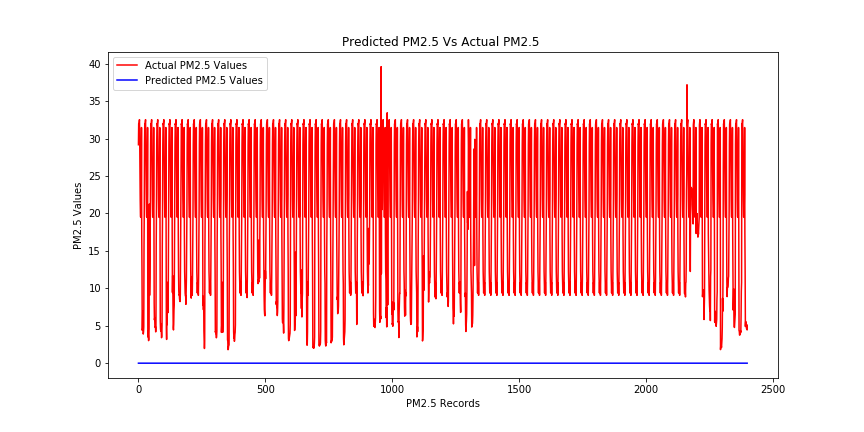 Predicted PM2.5 Vs Actual PM2.5
Actual PM2.5 Values
Predicted PM2.5 Values
PM2.5 Values
40
35
30
25
20
15
10
5
0
0 500 1000 1500 2000 2500
PM2.5 Records